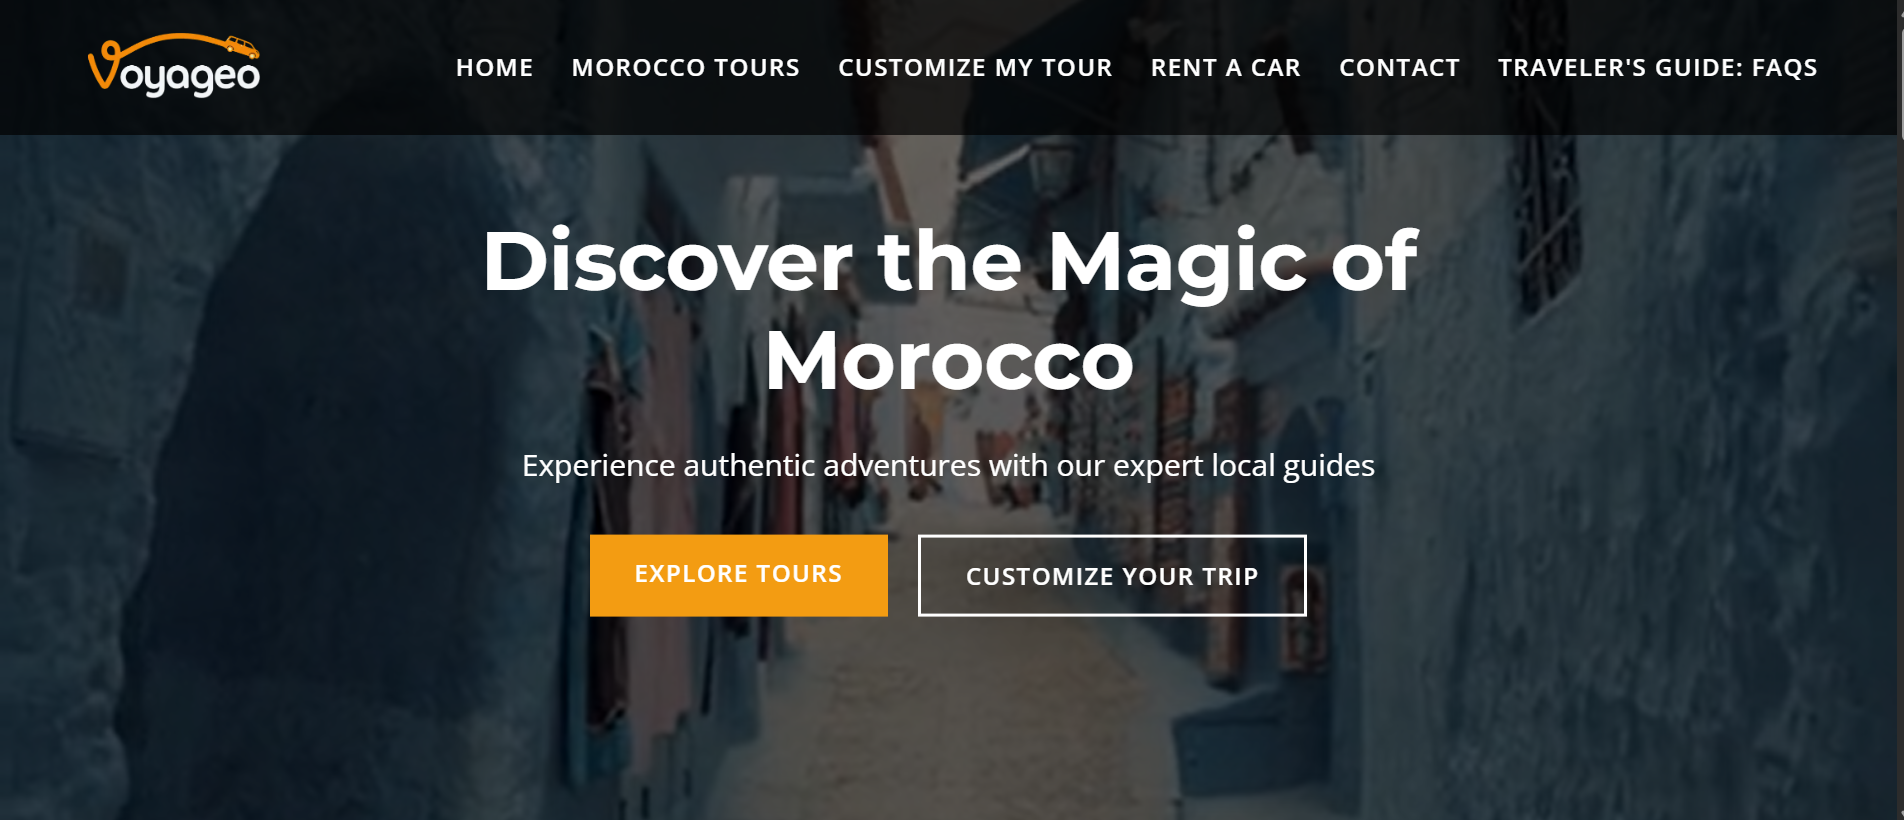 Voyageo
HOME MOROCCO TOURS CUSTOMIZE MY TOUR RENT A CAR CONTACT TRAVELER'S GUIDE: FAQS
Discover the Magic of
Morocco
Experience authentic adventures with our expert local guides
EXPLORE TOURS CUSTOMIZE YOUR TRIP